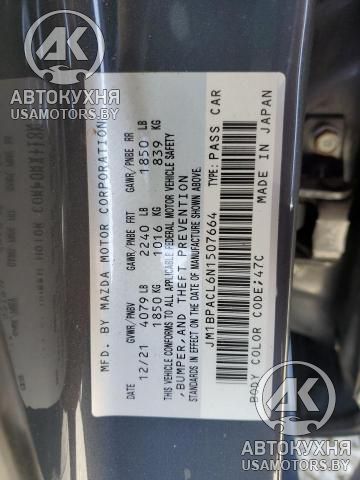 MFD. BY MAZDA MOTOR CORPORATION
DATE GVWR/PNBV GAWR/PNBE FRT GAWR/PNBE RR
12/21 4079 LB 2240 LB 1850 LB
1850 KG 1016 KG 839 KG
THIS VEHICLE CONFORMS TO ALL APPLICABLE FEDERAL MOTOR VEHICLE SAFETY
,BUMPER,AND THEFT PREVENTION
STANDARDS IN EFFECT ON THE DATE OF MANUFACTURE SHOWN ABOVE.
JM1BPACL6N1507664 TYPE: PASS CAR
BODY COLOR CODE;47C MADE IN JAPAN
АК
АВТОКУХНЯ
USAMOTORS.BY
АК
АВТОКУХНЯ
USAMOTORS.BY